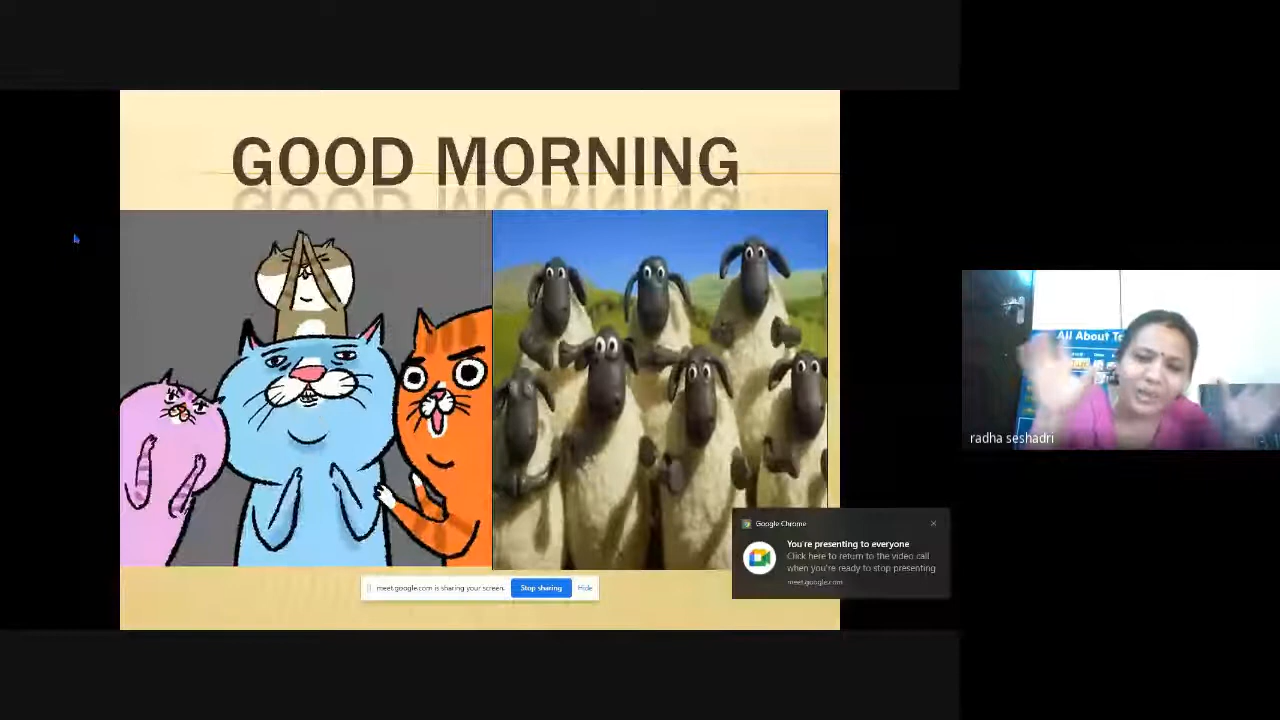 GOOD MORNING
All About
radha seshadri
Google Chrome
You're presenting to everyone
Click here to return to the video call
when you're ready to stop presenting
meet.google.com
meet.google.com is sharing your screen.
Stop sharing
Hide